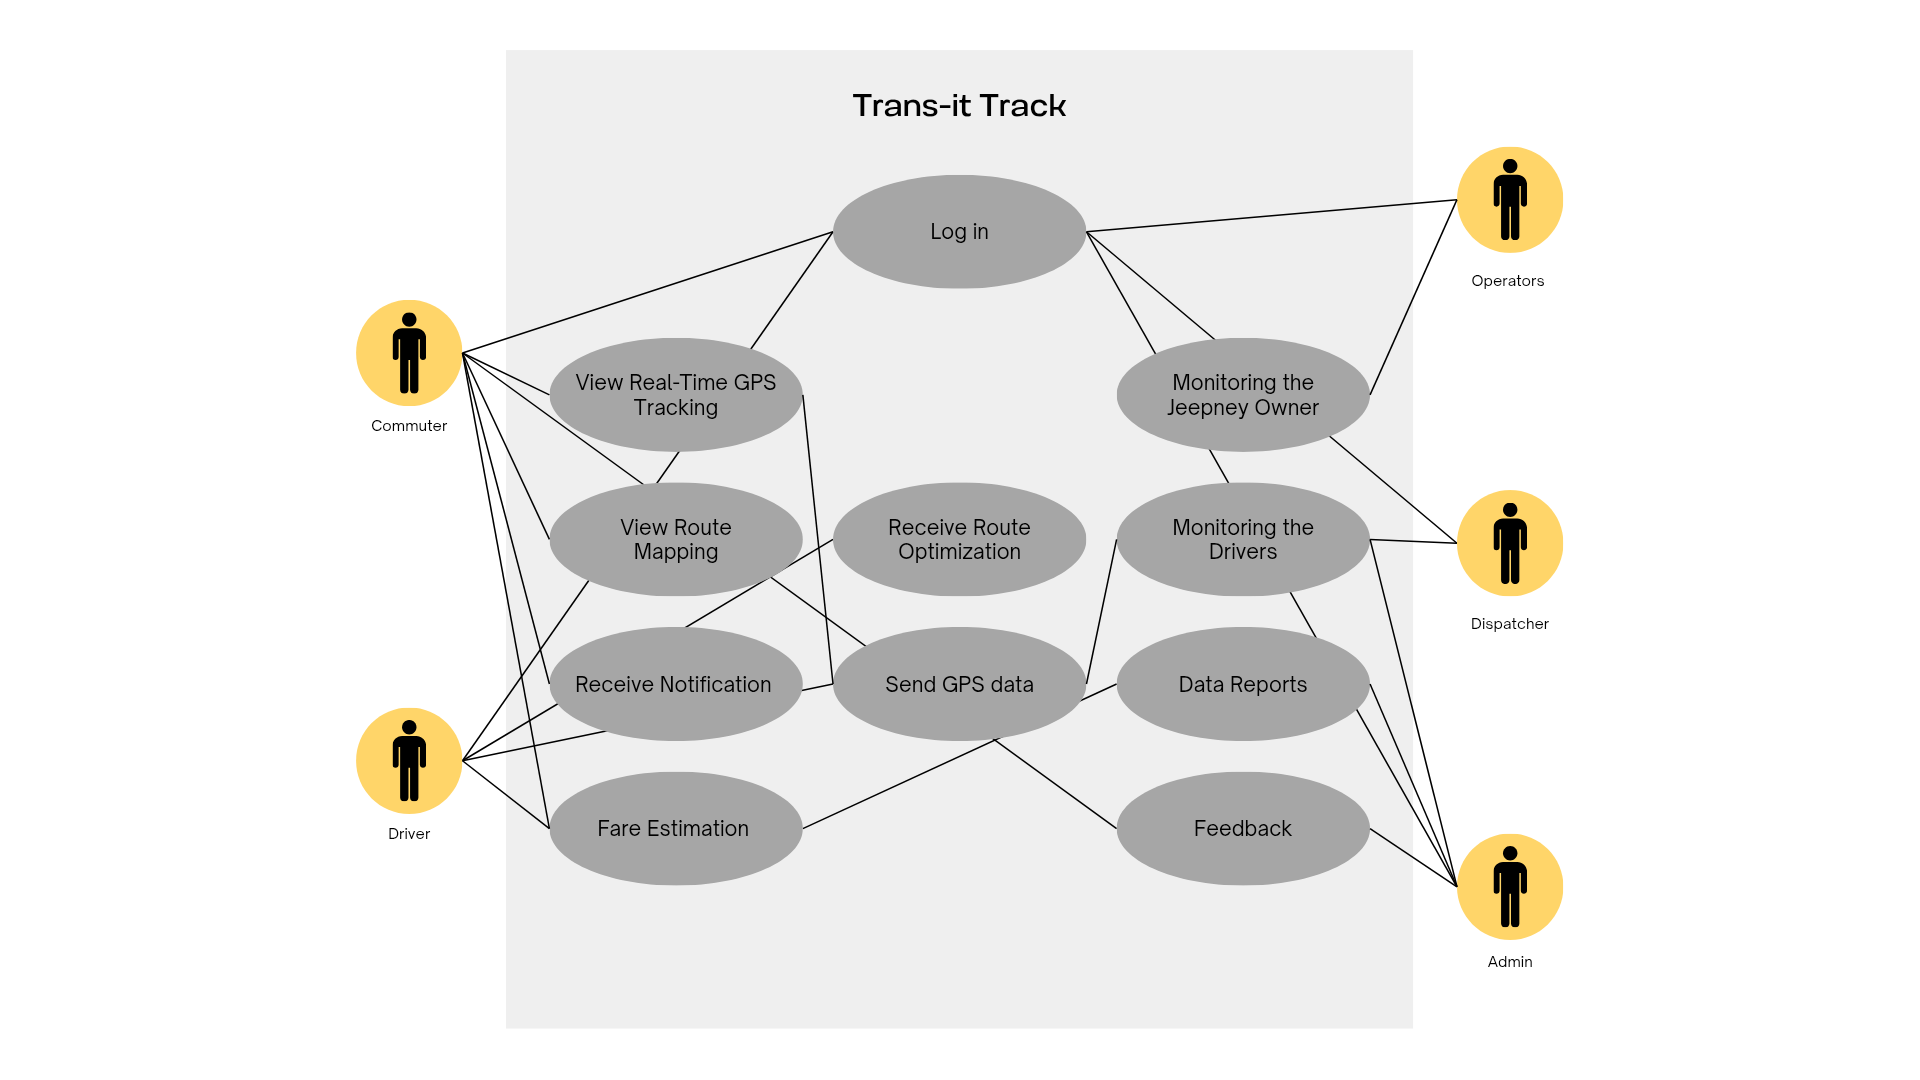 Trans-it Track
Log in
Operators
View Real-Time GPS
Tracking
Monitoring the
Jeepney Owner
Commuter
View Route
Mapping
Receive Route
Optimization
Monitoring the
Drivers
Dispatcher
Receive Notification
Send GPS data
Data Reports
Driver
Fare Estimation
Feedback
Admin